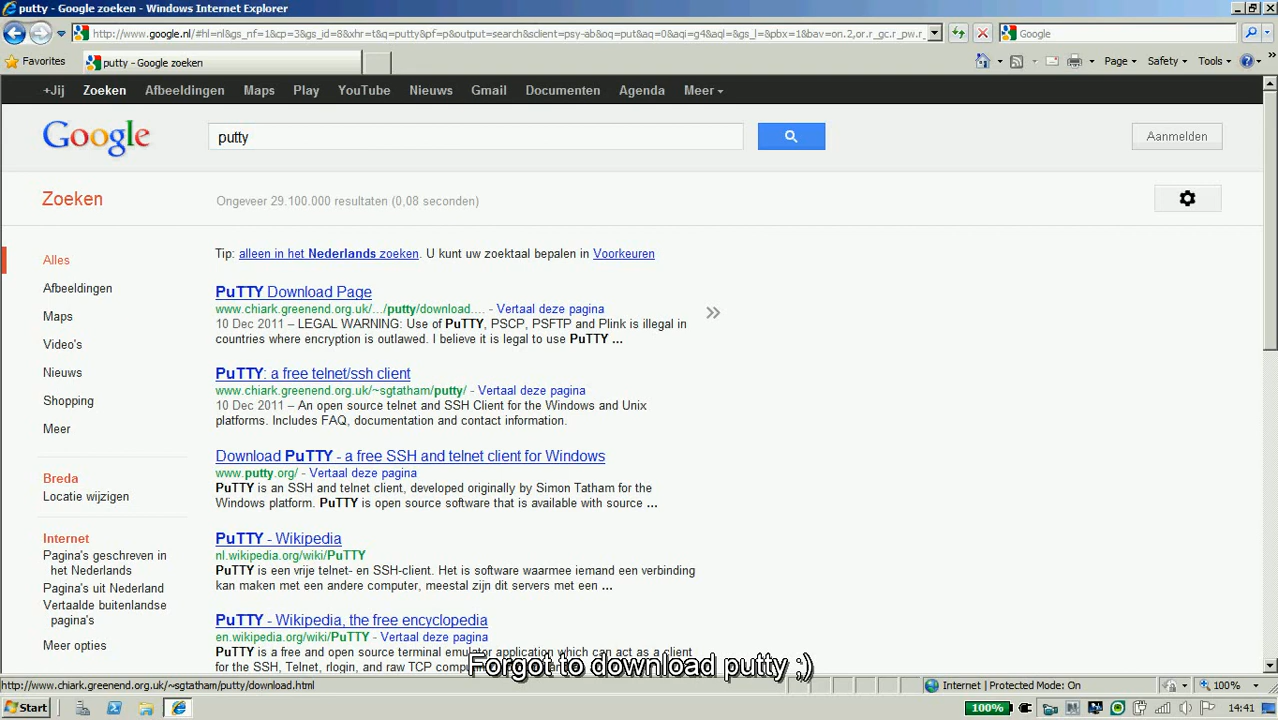 putty - Google zoeken - Windows Internet Explorer
http://www.google.nl/#hl=nl&gs_nf=1&cp=3&gs_id=8&xhr=t&q=putty&pf=p&output=search&sclient=psy-ab&oq=put&aq=0&aqi=g4&aql=&gs_l=&pbx=1&bav=on.2,or.r_gc.r_pw.r_
Google
Favorites
putty - Google zoeken
Page
Safety
Tools
+Jij Zoeken Afbeeldingen Maps Play YouTube Nieuws Gmail Documenten Agenda Meer
Google
putty
Aanmelden
Zoeken
Ongeveer 29.100.000 resultaten (0,08 seconden)
Alles
Afbeeldingen
Maps
Video's
Nieuws
Shopping
Meer
Breda
Locatie wijzigen
Internet
Pagina's geschreven in
het Nederlands
Pagina's uit Nederland
Vertaalde buitenlandse
pagina's
Meer opties
Tip: alleen in het Nederlands zoeken. U kunt uw zoektaal bepalen in Voorkeuren
PuTTY Download Page
www.chiark.greenend.org.uk/.../putty/download.... - Vertaal deze pagina
10 Dec 2011 – LEGAL WARNING: Use of PuTTY, PSCP, PSFTP and Plink is illegal in
countries where encryption is outlawed. I believe it is legal to use PuTTY ...
PuTTY: a free telnet/ssh client
www.chiark.greenend.org.uk/~sgtatham/putty/ - Vertaal deze pagina
10 Dec 2011 – An open source telnet and SSH Client for the Windows and Unix
platforms. Includes FAQ, documentation and contact information.
Download PuTTY - a free SSH and telnet client for Windows
www.putty.org/ - Vertaal deze pagina
PuTTY is an SSH and telnet client, developed originally by Simon Tatham for the
Windows platform. PuTTY is open source software that is available with source ...
PuTTY - Wikipedia
nl.wikipedia.org/wiki/PuTTY
PuTTY is een vrije telnet- en SSH-client. Het is software waarmee iemand een verbinding
kan maken met een andere computer, meestal zijn dit servers met een ...
PuTTY - Wikipedia, the free encyclopedia
en.wikipedia.org/wiki/PuTTY - Vertaal deze pagina
PuTTY is a free and open source terminal emulator application which can act as a client
for the SSH, Telnet, rlogin, and raw TCP
Forgot to download putty ;)
http://www.chiark.greenend.org.uk/~sgtatham/putty/download.html
Internet | Protected Mode: On
100%
Start
100%
14:41